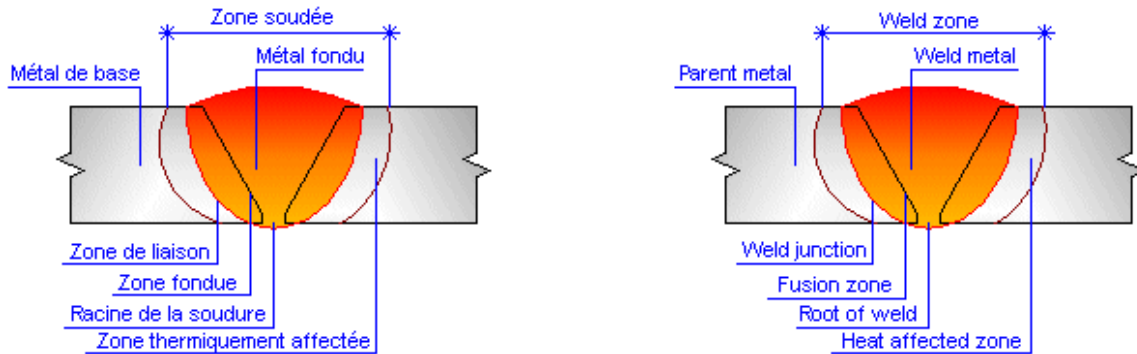 Zone soudée
Métal fondu
Métal de base
Zone de liaison
Zone fondue
Racine de la soudure
Zone thermiquement affectée
Weld zone
Weld metal
Parent metal
Weld junction
Fusion zone
Root of weld
Heat affected zone